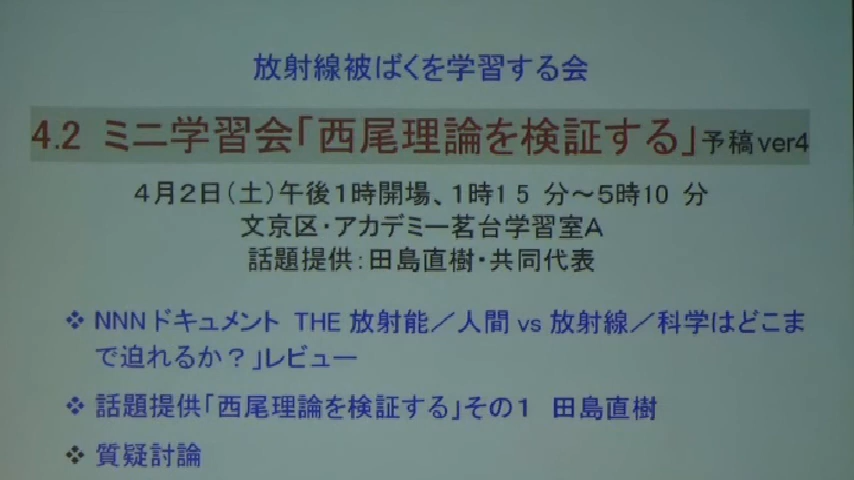 放射線被ばくを学習する会
4.2 ミニ学習会「西尾理論を検証する」予稿ver4
4月2日(土)午後1時開場、1時15 分～5時10 分
文京区・アカデミー茗台学習室A
話題提供:田島直樹・共同代表
❖ NNNドキュメント THE 放射能／人間 vs 放射線／科学はどこま
で迫れるか？」レビュー
❖ 話題提供「西尾理論を検証する」その1 田島直樹
❖ 質疑討論